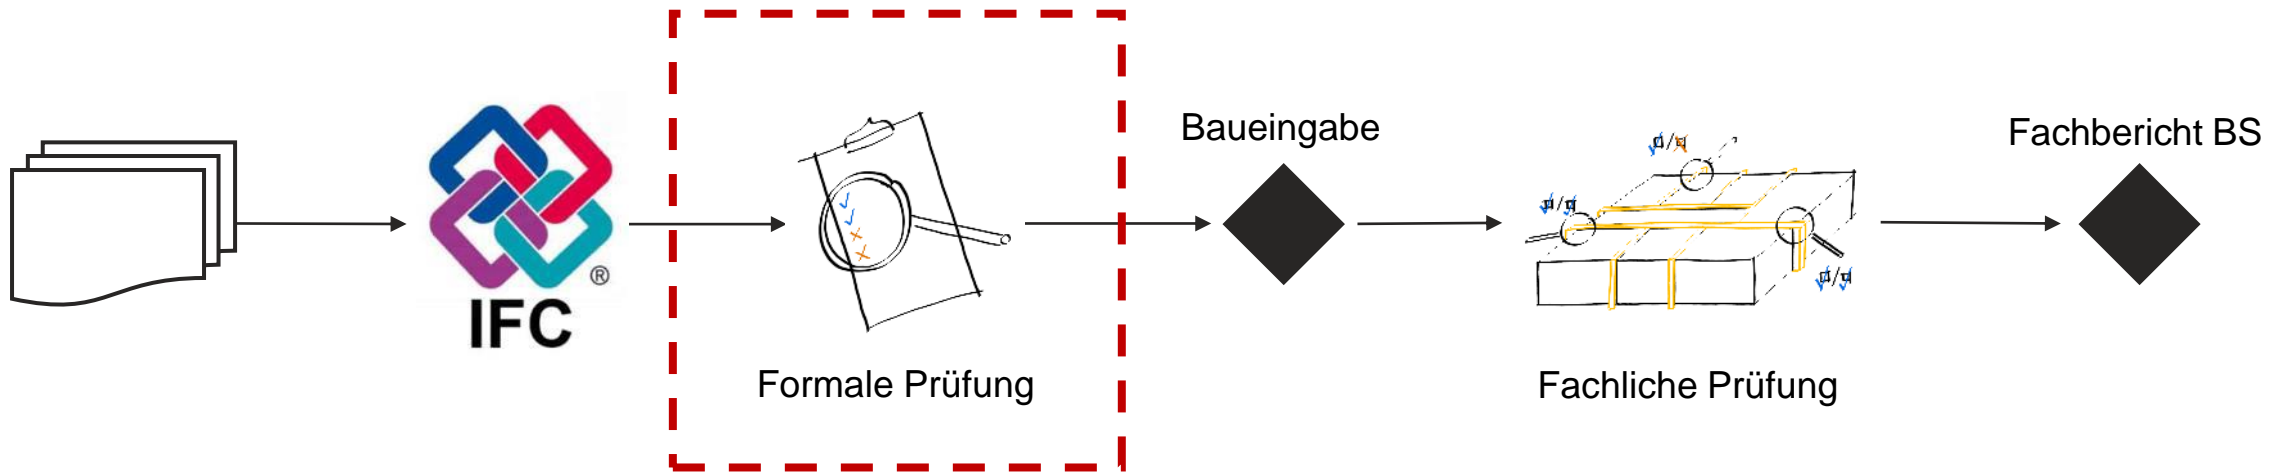 Baueingabe
Fachbericht BS
®
IFC
Formale Prüfung
Fachliche Prüfung